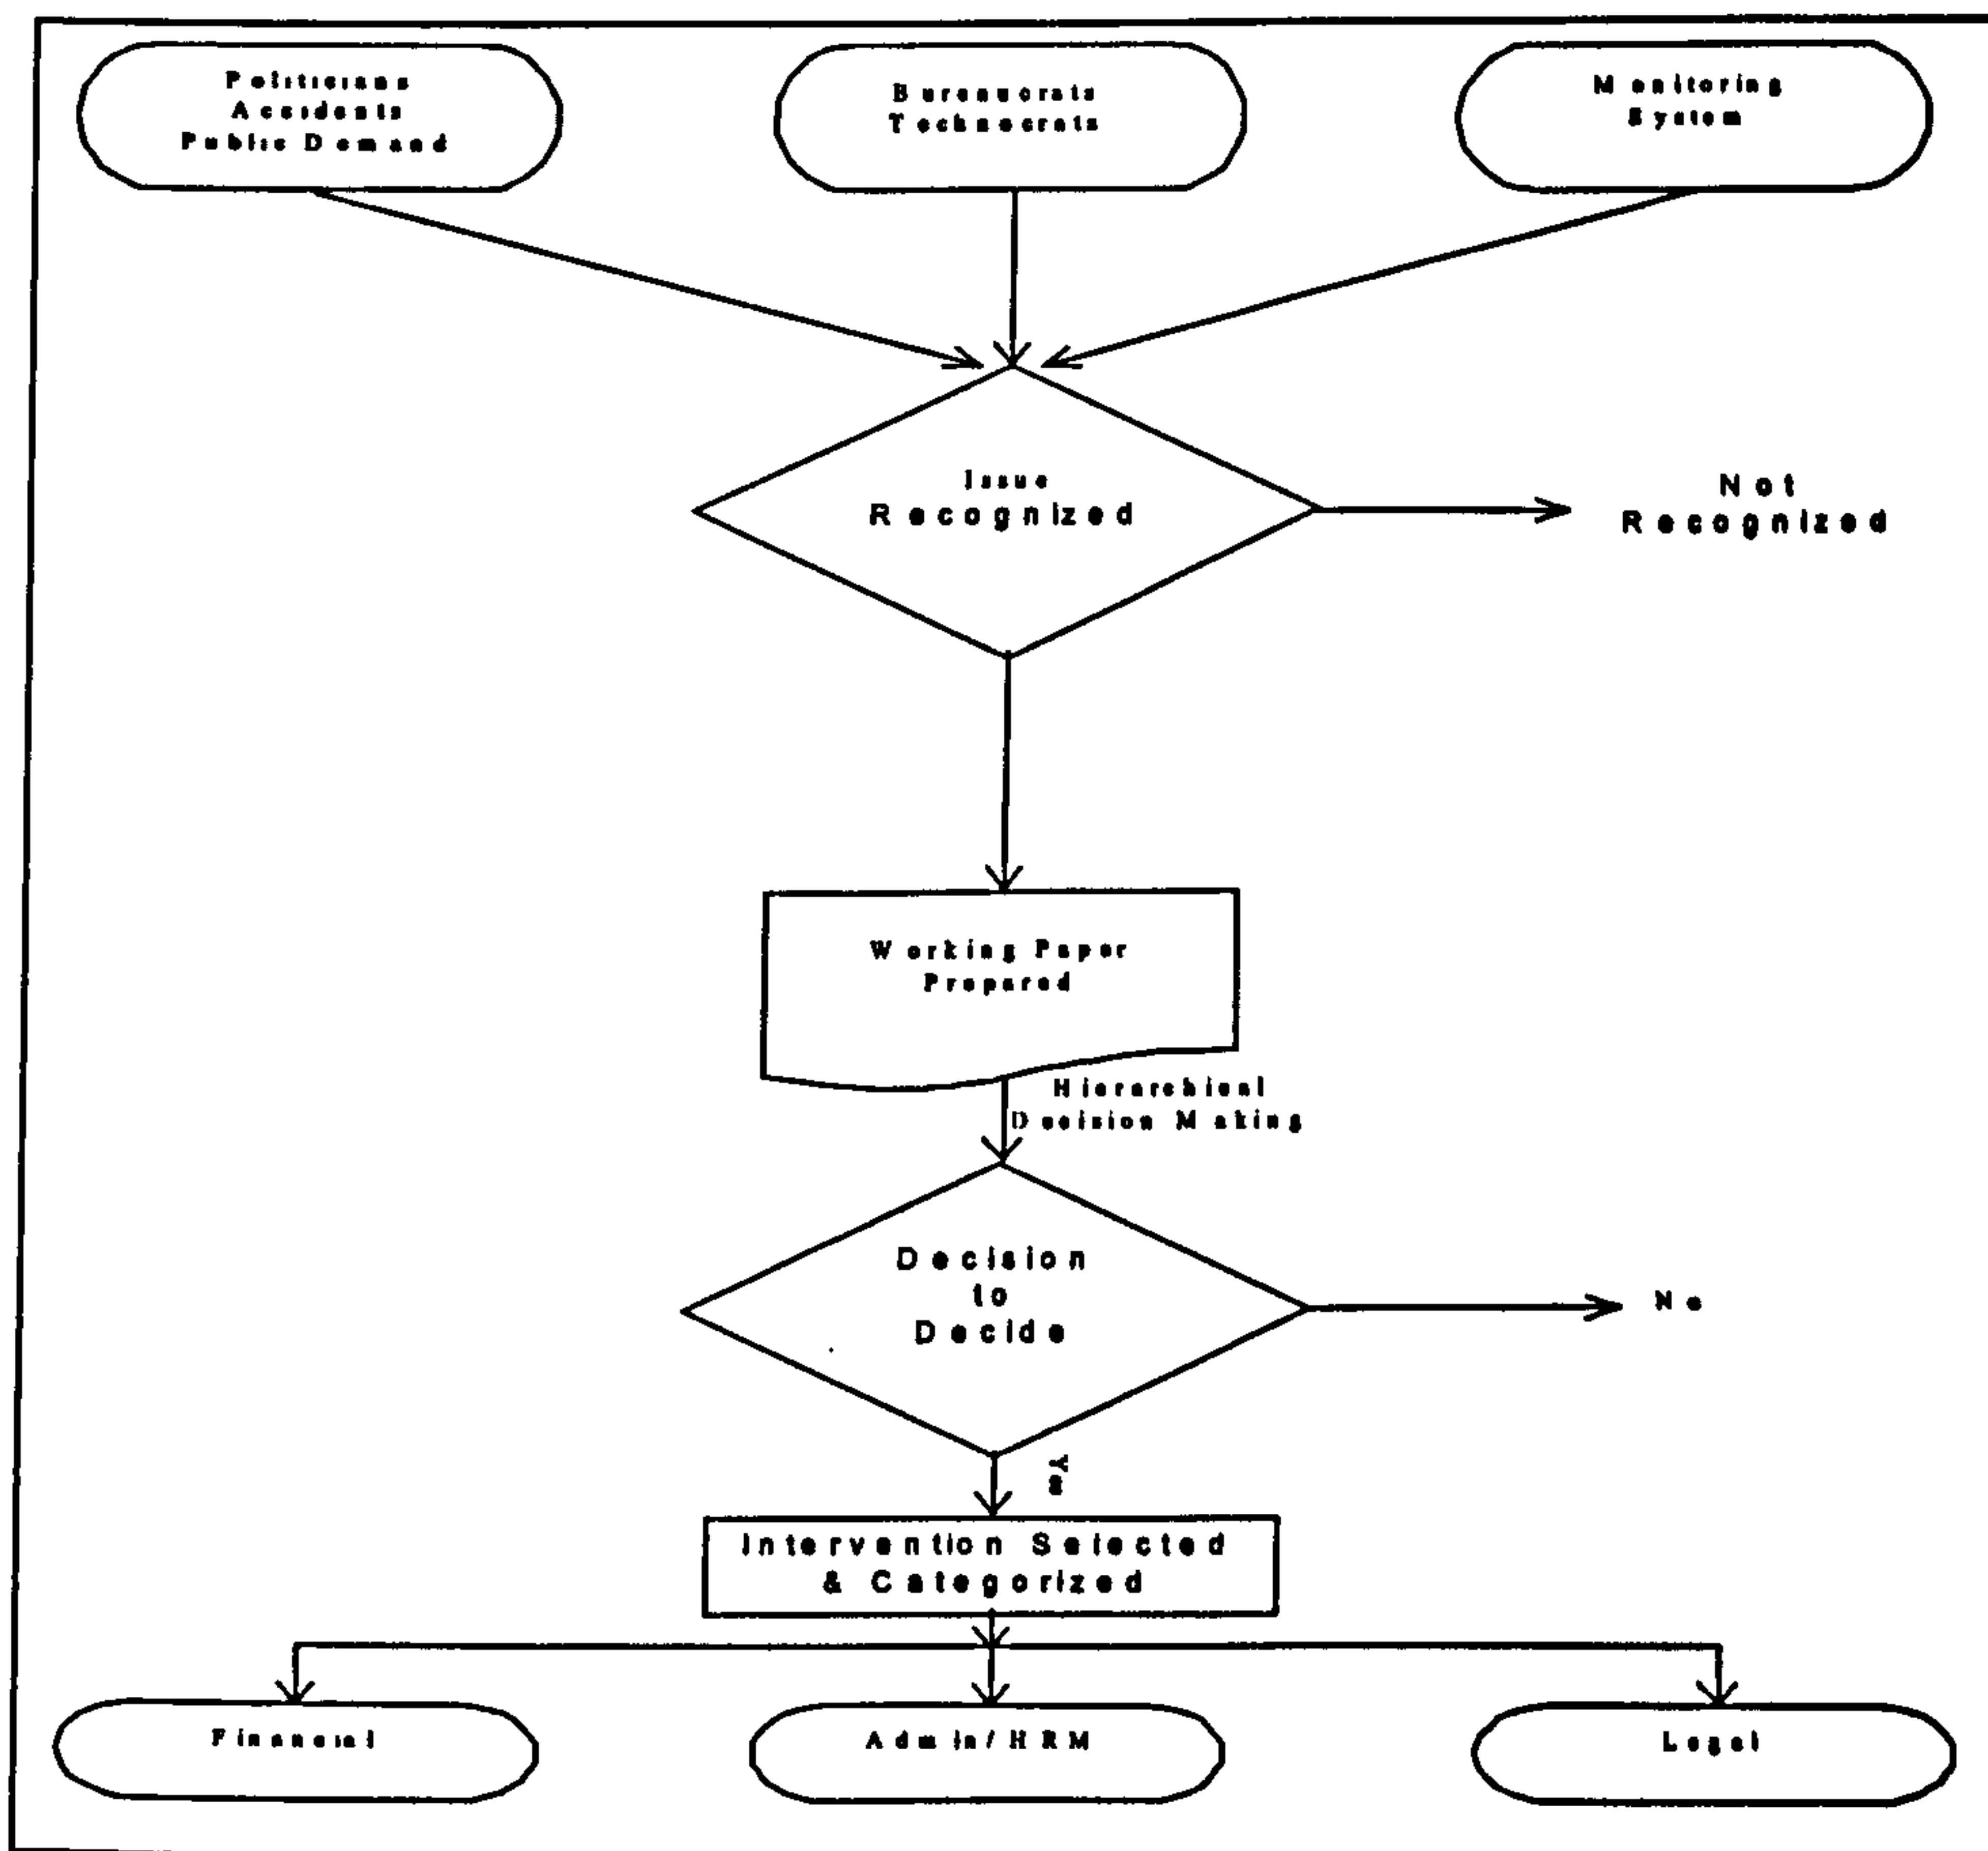 Politicians
Accidents
Public Demand
Bureaucrats
Technocrats
Monitoring
System
Issue
Recognized
Not
Recognized
Working Paper
Prepared
Hierarchical
Decision Making
Decision
to
Decide
No
Intervention Selected
& Categorized
Financial
Admin/HRM
Legal